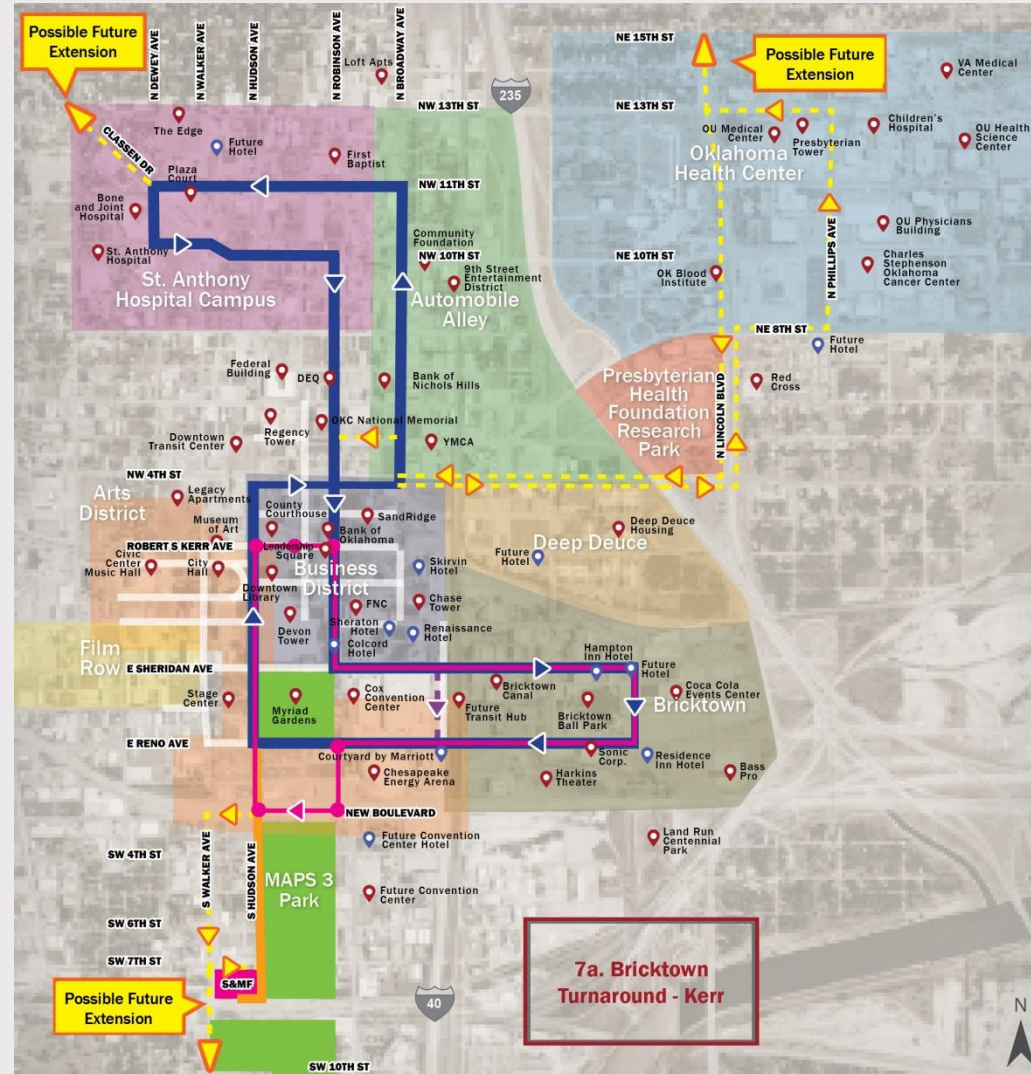 Possible Future
Extension
N DEWEY AVE
N WALKER AVE
N HUDSON AVE
N ROBINSON AVE
N BROADWAY AVE
Loft Apts
235
NE 15TH ST
Possible Future
Extension
VA Medical
Center
NW 13TH ST
NE 13TH ST
The Edge
Future
Hotel
First
Baptist
CLASSEN DR
OU Medical
Center
Presbyterian
Tower
Children's
Hospital
OU Health
Science
Center
Oklahoma
Health Center
Plaza
Court
NW 11TH ST
Bone
and Joint
Hospital
St. Anthony
Hospital
St. Anthony
Hospital Campus
Community
Foundation
NW 10TH ST
9th Street
Entertainment
District
Automobile
Alley
NE 10TH ST
OK Blood
Institute
N PHILLIPS AVE
OU Physicians
Building
Charles
Stephenson
Oklahoma
Cancer Center
NE 8TH ST
Future
Hotel
Federal
Building
DEQ
Bank of
Nichols Hills
Presbyterian
Health
Foundation
Research
Park
N LINCOLN BLVD
Red
Cross
OKC National Memorial
Regency
Tower
Downtown
Transit Center
YMCA
NW 4TH ST
Arts
District
Legacy
Apartments
County
Courthouse
SandRidge
Museum
of Art
Bank of
Oklahoma
Deep Deuce
Housing
Deep Deuce
ROBERT S KERR AVE
Leadership
Square
Civic
Center
Music Hall
City
Hall
Business
District
Skirvin
Hotel
Future
Hotel
Downtown
Library
FNC
Chase
Tower
Devon
Tower
Sheraton
Hotel
Renaissance
Hotel
Colcord
Hotel
Film
Row
E SHERIDAN AVE
Hampton
Inn Hotel
Future
Hotel
Stage
Center
Myriad
Gardens
Cox
Convention
Center
Bricktown
Canal
Future
Transit Hub
Bricktown
Ball Park
Coca Cola
Events Center
Bricktown
E RENO AVE
Courtyard by Marriott
Sonic
Corp.
Residence
Inn Hotel
Chesapeake
Energy Arena
Harkins
Theater
Bass
Pro
NEW BOULEVARD
S WALKER AVE
S HUDSON AVE
SW 4TH ST
Future Convention
Center Hotel
Land Run
Centennial
Park
MAPS 3
Park
Future Convention
Center
SW 6TH ST
SW 7TH ST
S&MF
Possible Future
Extension
40
7a. Bricktown
Turnaround - Kerr
N
SW 10TH ST